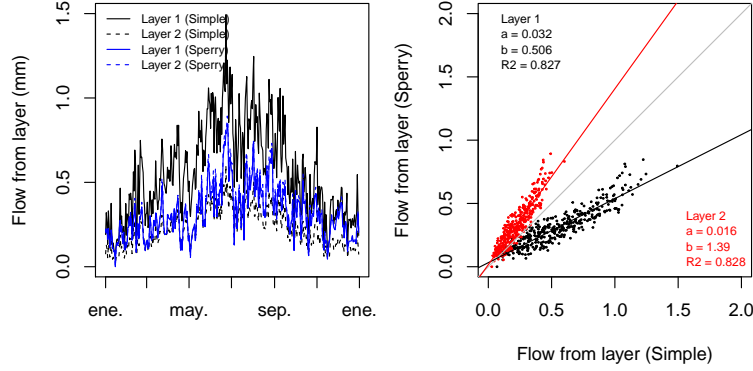 Flow from layer (mm)
0.0
0.5
1.0
1.5
Layer 1 (Simple)
Layer 2 (Simple)
Layer 1 (Sperry)
Layer 2 (Sperry)
ene.
may.
sep.
ene.
Flow from layer (Sperry)
0.0
0.5
1.0
1.5
2.0
Layer 1
a = 0.032
b = 0.506
R2 = 0.827
Layer 2
a = 0.016
b = 1.39
R2 = 0.828
0.0
0.5
1.0
1.5
2.0
Flow from layer (Simple)